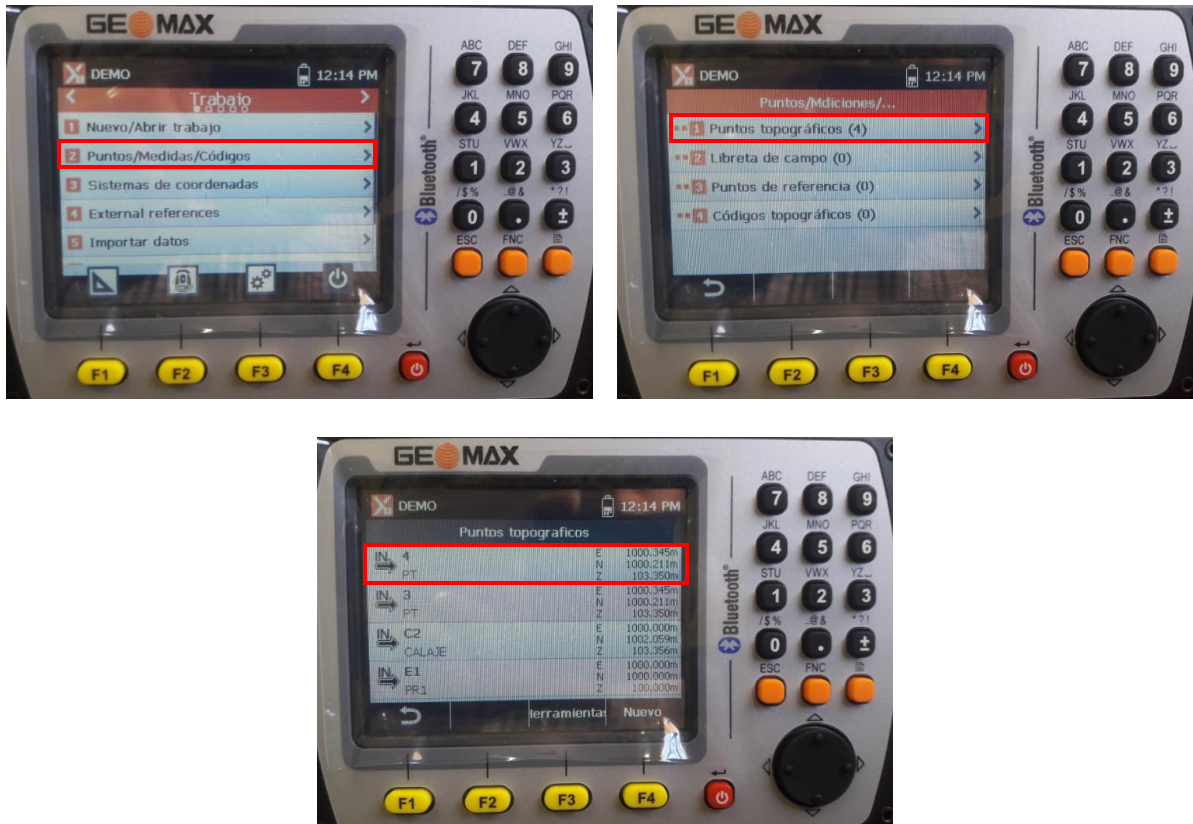 GEOMAX
DEMO
12:14 PM
Trabajo
1 Nuevo/Abrir trabajo
2 Puntos/Medidas/Códigos
3 Sistemas de coordenadas
4 External references
5 Importar datos
F1 F2 F3 F4
Bluetooth®
ABC DEF GHI
7 8 9
JKL MNO PQR
4 5 6
STU VWX YZ_
1 2 3
/$% _@& *?!
0 . ±
ESC FNC
GEOMAX
DEMO
12:14 PM
Puntos/Mdiciones/...
1 Puntos topográficos (4)
2 Libreta de campo (0)
3 Puntos de referencia (0)
4 Códigos topográficos (0)
F1 F2 F3 F4
Bluetooth®
ABC DEF GHI
7 8 9
JKL MNO PQR
4 5 6
STU VWX YZ_
1 2 3
/$% _@& *?!
0 . ±
ESC FNC
GEOMAX
DEMO
12:14 PM
Puntos topograficos
IN. 4 E 1000.345m
N 1000.211m
PT Z 103.350m
IN. 3 E 1000.345m
N 1000.211m
PT Z 103.350m
IN. C2 E 1000.000m
N 1002.059m
CALAJE Z 103.356m
IN. E1 E 1000.000m
N 1000.000m
PR1 Z 100.000m
Herramientas Nuevo
F1 F2 F3 F4
Bluetooth®
ABC DEF GHI
7 8 9
JKL MNO PQR
4 5 6
STU VWX YZ_
1 2 3
/$% _@& *?!
0 . ±
ESC FNC